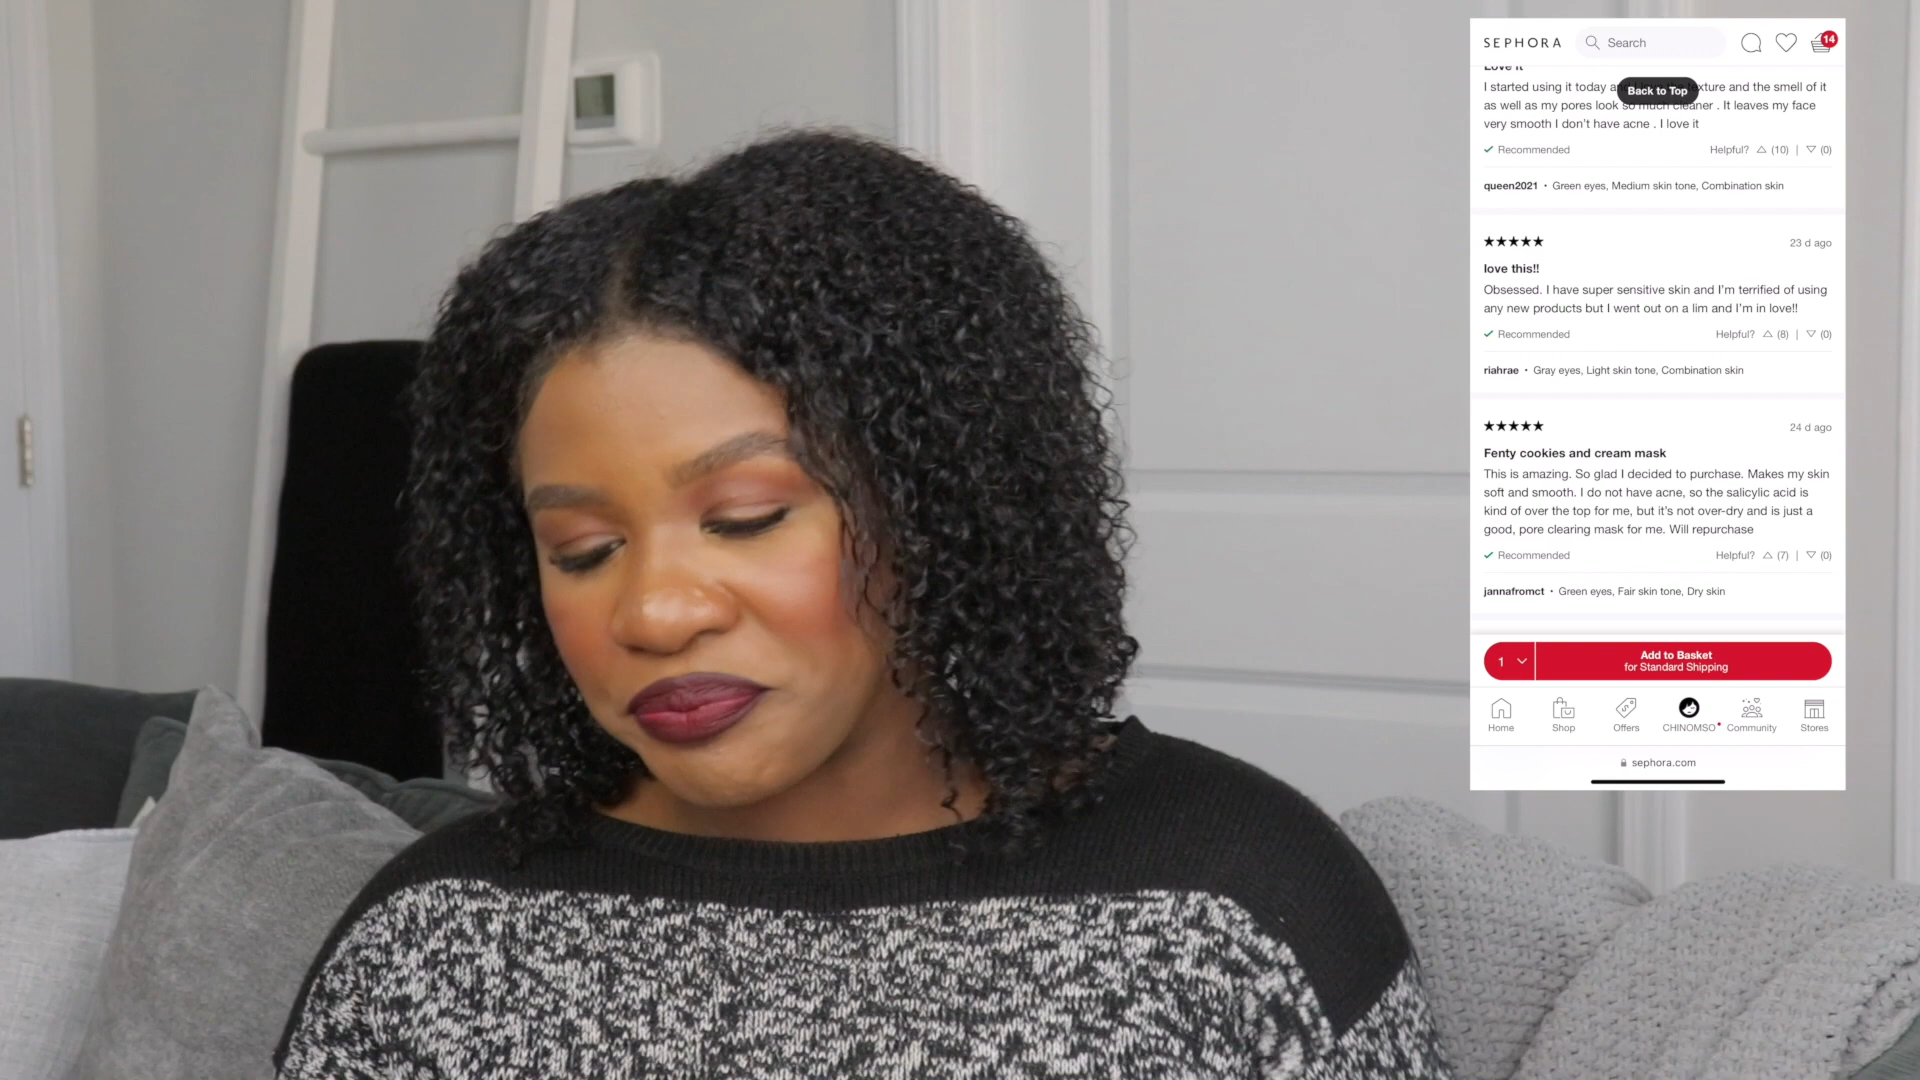 SEPHORA
Search
14
Love it
Back to Top
I started using it today a xture and the smell of it
as well as my pores look so much cleaner . It leaves my face
very smooth I don't have acne . I love it
Recommended
Helpful? (10) | (0)
queen2021 • Green eyes, Medium skin tone, Combination skin
★★★★★
23 d ago
love this!!
Obsessed. I have super sensitive skin and I'm terrified of using
any new products but I went out on a lim and I'm in love!!
Recommended
Helpful? (8) | (0)
riahrae • Gray eyes, Light skin tone, Combination skin
★★★★★
24 d ago
Fenty cookies and cream mask
This is amazing. So glad I decided to purchase. Makes my skin
soft and smooth. I do not have acne, so the salicylic acid is
kind of over the top for me, but it's not over-dry and is just a
good, pore clearing mask for me. Will repurchase
Recommended
Helpful? (7) | (0)
jannafromct • Green eyes, Fair skin tone, Dry skin
1
Add to Basket
for Standard Shipping
Home
Shop
Offers
CHINOMSO
Community
Stores
sephora.com